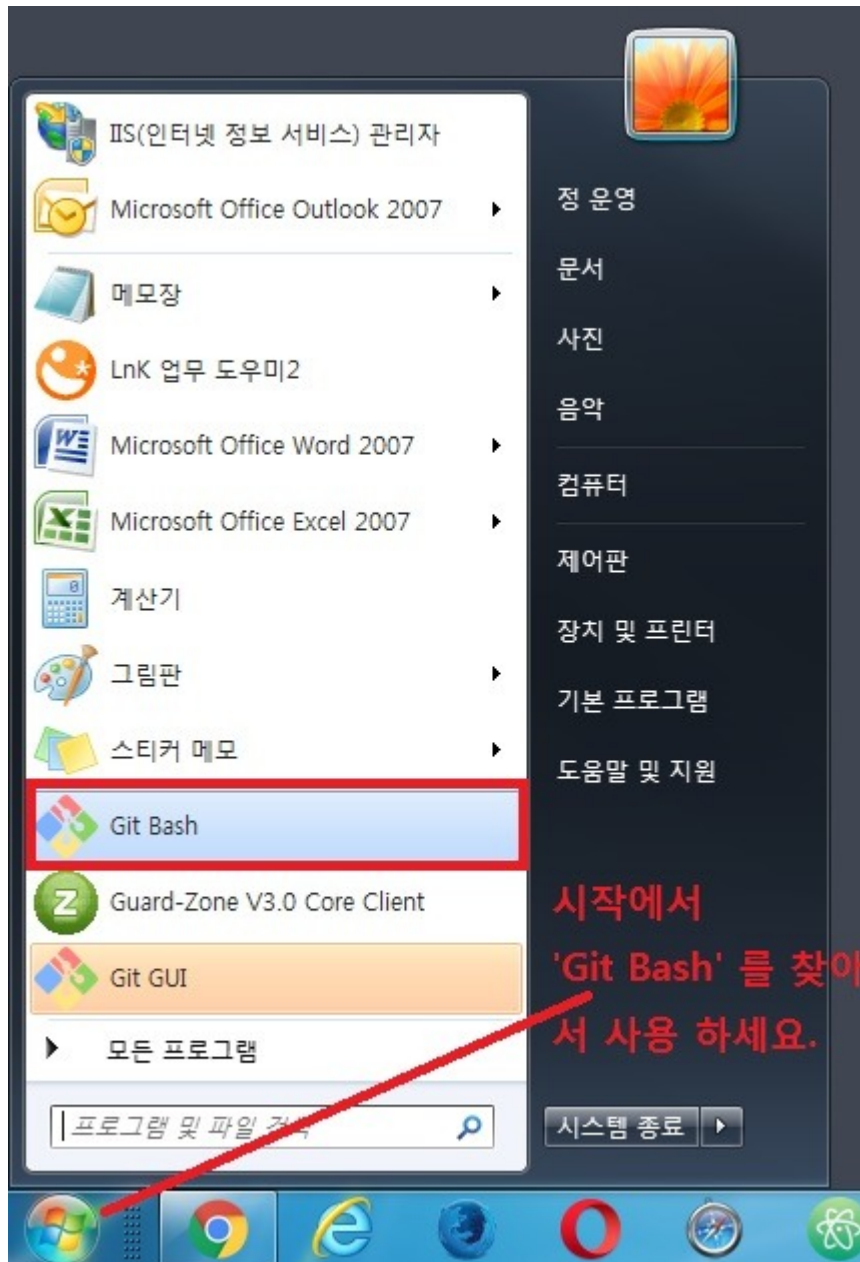 IIS(인터넷 정보 서비스) 관리자
Microsoft Office Outlook 2007
메모장
LnK 업무 도우미2
Microsoft Office Word 2007
Microsoft Office Excel 2007
계산기
그림판
스티커 메모
Git Bash
Guard-Zone V3.0 Core Client
Git GUI
모든 프로그램
프로그램 및 파일 검색
정 운영
문서
사진
음악
컴퓨터
제어판
장치 및 프린터
기본 프로그램
도움말 및 지원
시작에서
'Git Bash' 를 찾아
서 사용 하세요.
시스템 종료